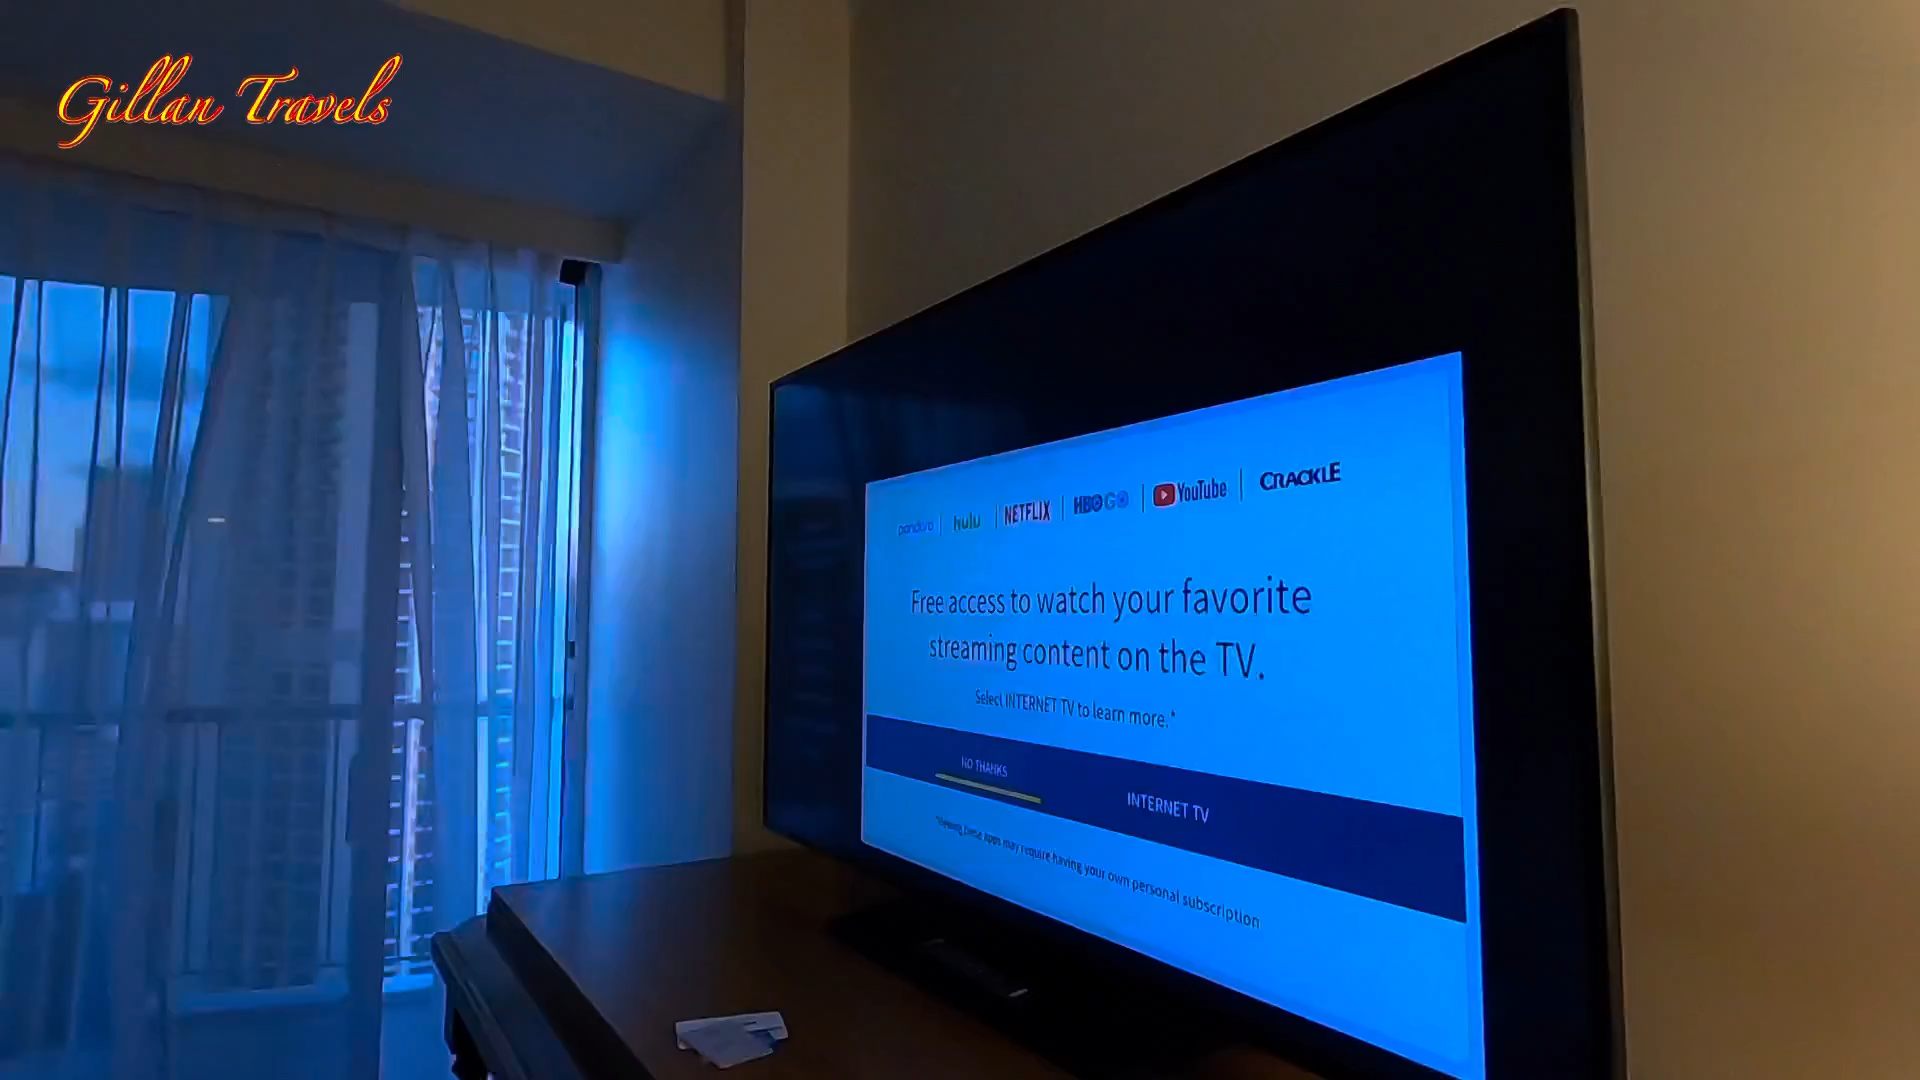 Gillan Travels
pandora | hulu | NETFLIX | HBO GO | YouTube | CRACKLE
Free access to watch your favorite
streaming content on the TV.
Select INTERNET TV to learn more.*
NO THANKS
INTERNET TV
*Viewing these apps may require having your own personal subscription